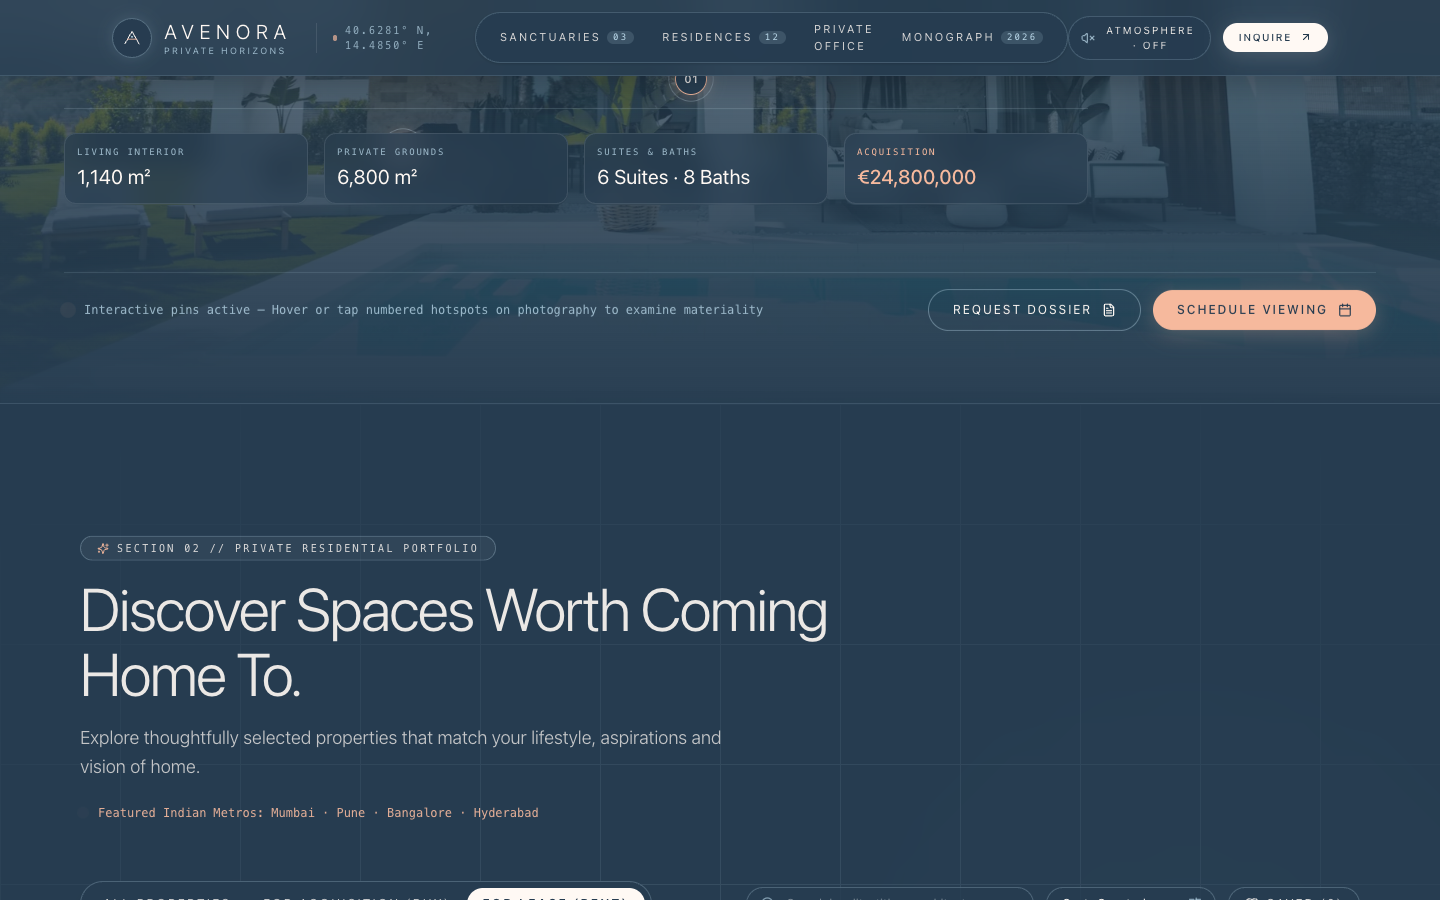 AVENORA
PRIVATE HORIZONS
40.6281° N,
14.4850° E
SANCTUARIES 03
RESIDENCES 12
PRIVATE
OFFICE
MONOGRAPH 2026
ATMOSPHERE
· OFF
INQUIRE
01
LIVING INTERIOR
1,140 m²
PRIVATE GROUNDS
6,800 m²
SUITES & BATHS
6 Suites · 8 Baths
ACQUISITION
€24,800,000
Interactive pins active — Hover or tap numbered hotspots on photography to examine materiality
REQUEST DOSSIER
SCHEDULE VIEWING
SECTION 02 // PRIVATE RESIDENTIAL PORTFOLIO
Discover Spaces Worth Coming
Home To.
Explore thoughtfully selected properties that match your lifestyle, aspirations and
vision of home.
Featured Indian Metros: Mumbai · Pune · Bangalore · Hyderabad